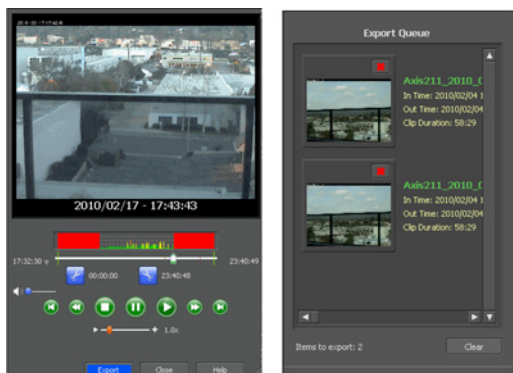 2010/02/17 - 17:43:43
17:32:30
23:40:49
00:00:00
23:40:48
1.0x
Export
Close
Help
Export Queue
Axis211_2010_0
In Time: 2010/02/04 1
Out Time: 2010/02/04
Clip Duration: 58:29
Axis211_2010_(
In Time: 2010/02/04 1
Out Time: 2010/02/04
Clip Duration: 58:29
Items to export: 2
Clear